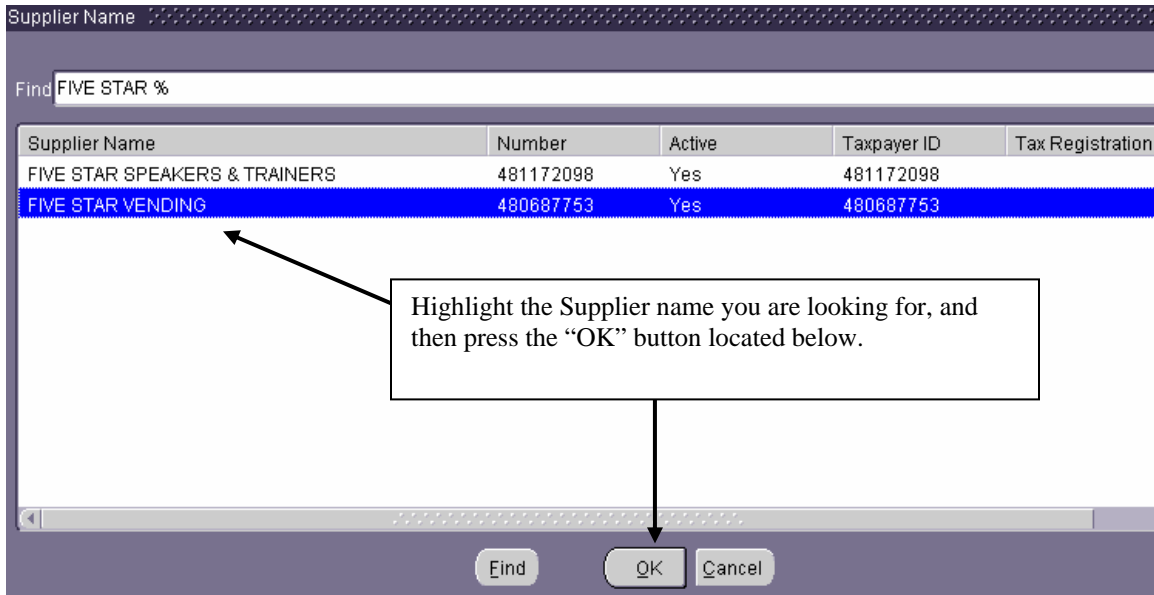 Supplier Name
Find FIVE STAR %
Supplier Name Number Active Taxpayer ID Tax Registration
FIVE STAR SPEAKERS & TRAINERS 481172098 Yes 481172098
FIVE STAR VENDING 480687753 Yes 480687753
Highlight the Supplier name you are looking for, and
then press the “OK” button located below.
Find OK Cancel